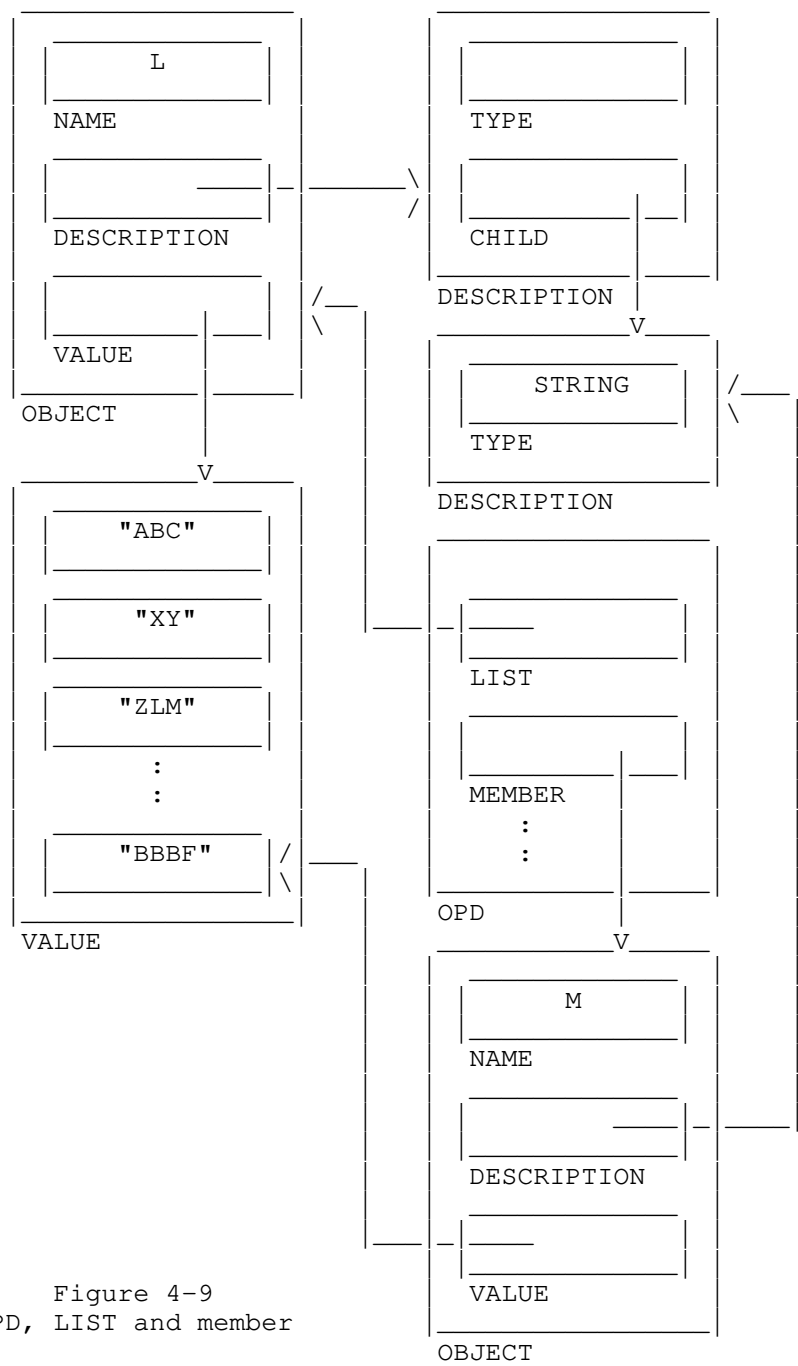 L
NAME
DESCRIPTION
VALUE
OBJECT
TYPE
CHILD
DESCRIPTION
STRING
TYPE
DESCRIPTION
"ABC"
"XY"
"ZLM"
:
:
"BBBF"
VALUE
LIST
MEMBER
:
:
OPD
M
NAME
DESCRIPTION
VALUE
OBJECT
Figure 4-9
PD, LIST and member